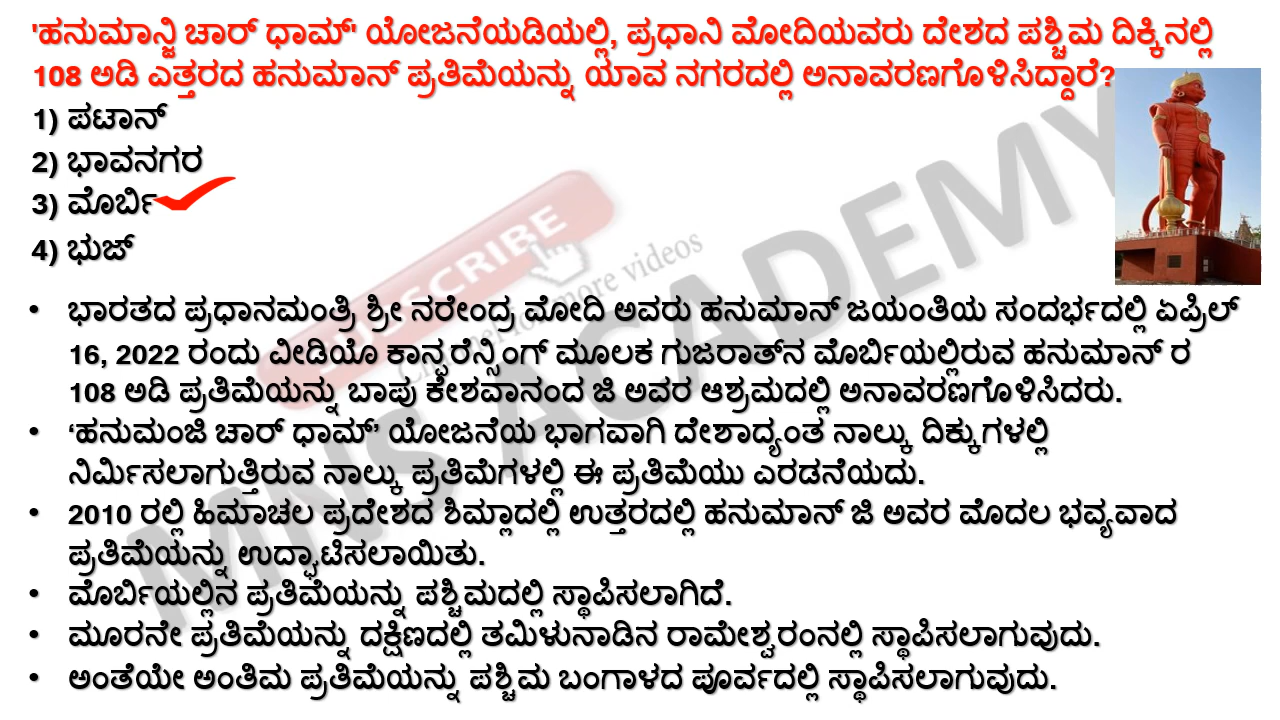 'ಹನುಮಾನ್ಜಿ ಚಾರ್ ಧಾಮ್' ಯೋಜನೆಯಡಿಯಲ್ಲಿ, ಪ್ರಧಾನಿ ಮೋದಿಯವರು ದೇಶದ ಪಶ್ಚಿಮ ದಿಕ್ಕಿನಲ್ಲಿ
108 ಅಡಿ ಎತ್ತರದ ಹನುಮಾನ್ ಪ್ರತಿಮೆಯನ್ನು ಯಾವ ನಗರದಲ್ಲಿ ಅನಾವರಣಗೊಳಿಸಿದ್ದಾರೆ?
1) ಪಟಾನ್
2) ಭಾವನಗರ
3) ಮೊರ್ಬಿ
4) ಭುಜ್
• ಭಾರತದ ಪ್ರಧಾನಮಂತ್ರಿ ಶ್ರೀ ನರೇಂದ್ರ ಮೋದಿ ಅವರು ಹನುಮಾನ್ ಜಯಂತಿಯ ಸಂದರ್ಭದಲ್ಲಿ ಏಪ್ರಿಲ್
16, 2022 ರಂದು ವೀಡಿಯೊ ಕಾನ್ಫರೆನ್ಸಿಂಗ್ ಮೂಲಕ ಗುಜರಾತ್‌ನ ಮೊರ್ಬಿಯಲ್ಲಿರುವ ಹನುಮಾನ್ ರ
108 ಅಡಿ ಪ್ರತಿಮೆಯನ್ನು ಬಾಪು ಕೇಶವಾನಂದ ಜಿ ಅವರ ಆಶ್ರಮದಲ್ಲಿ ಅನಾವರಣಗೊಳಿಸಿದರು.
• ‘ಹನುಮಂಜಿ ಚಾರ್ ಧಾಮ್’ ಯೋಜನೆಯ ಭಾಗವಾಗಿ ದೇಶಾದ್ಯಂತ ನಾಲ್ಕು ದಿಕ್ಕುಗಳಲ್ಲಿ
ನಿರ್ಮಿಸಲಾಗುತ್ತಿರುವ ನಾಲ್ಕು ಪ್ರತಿಮೆಗಳಲ್ಲಿ ಈ ಪ್ರತಿಮೆಯು ಎರಡನೆಯದು.
• 2010 ರಲ್ಲಿ ಹಿಮಾಚಲ ಪ್ರದೇಶದ ಶಿಮ್ಲಾದಲ್ಲಿ ಉತ್ತರದಲ್ಲಿ ಹನುಮಾನ್ ಜಿ ಅವರ ಮೊದಲ ಭವ್ಯವಾದ
ಪ್ರತಿಮೆಯನ್ನು ಉದ್ಘಾಟಿಸಲಾಯಿತು.
• ಮೊರ್ಬಿಯಲ್ಲಿನ ಪ್ರತಿಮೆಯನ್ನು ಪಶ್ಚಿಮದಲ್ಲಿ ಸ್ಥಾಪಿಸಲಾಗಿದೆ.
• ಮೂರನೇ ಪ್ರತಿಮೆಯನ್ನು ದಕ್ಷಿಣದಲ್ಲಿ ತಮಿಳುನಾಡಿನ ರಾಮೇಶ್ವರಂನಲ್ಲಿ ಸ್ಥಾಪಿಸಲಾಗುವುದು.
• ಅಂತೆಯೇ ಅಂತಿಮ ಪ್ರತಿಮೆಯನ್ನು ಪಶ್ಚಿಮ ಬಂಗಾಳದ ಪೂರ್ವದಲ್ಲಿ ಸ್ಥಾಪಿಸಲಾಗುವುದು.
MNS ACADEMY
SUBSCRIBE
more videos